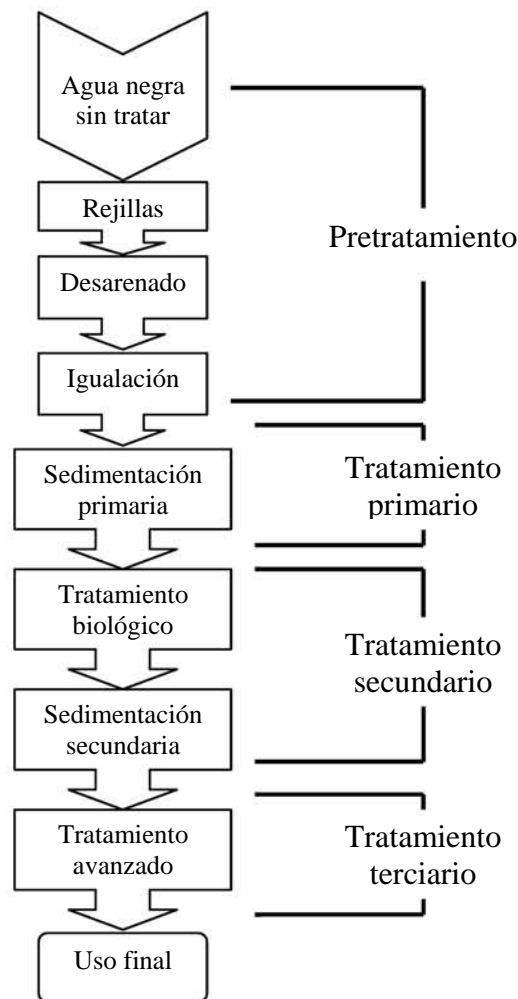 Agua negra
sin tratar
Rejillas
Desarenado
Igualación
Pretratamiento
Sedimentación
primaria
Tratamiento
primario
Tratamiento
biológico
Sedimentación
secundaria
Tratamiento
secundario
Tratamiento
avanzado
Tratamiento
terciario
Uso final